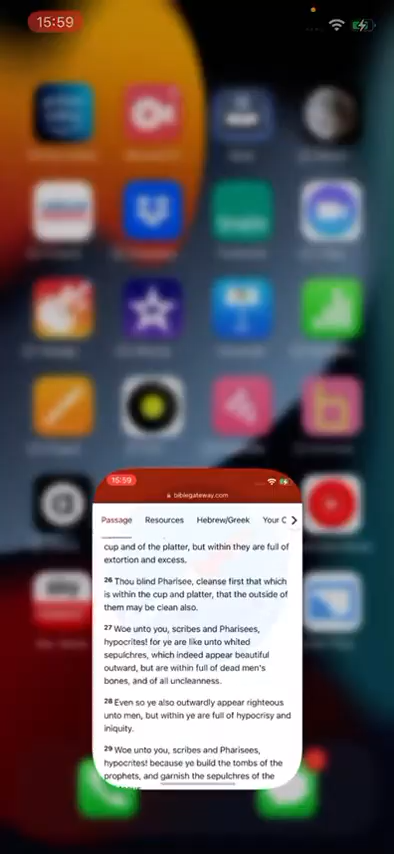 15:59
15:59
biblegateway.com
Passage Resources Hebrew/Greek Your C
cup and of the platter, but within they are full of
extortion and excess.
26 Thou blind Pharisee, cleanse first that which
is within the cup and platter, that the outside of
them may be clean also.
27 Woe unto you, scribes and Pharisees,
hypocrites! for ye are like unto whited
sepulchres, which indeed appear beautiful
outward, but are within full of dead men's
bones, and of all uncleanness.
28 Even so ye also outwardly appear righteous
unto men, but within ye are full of hypocrisy and
iniquity.
29 Woe unto you, scribes and Pharisees,
hypocrites! because ye build the tombs of the
prophets, and garnish the sepulchres of the